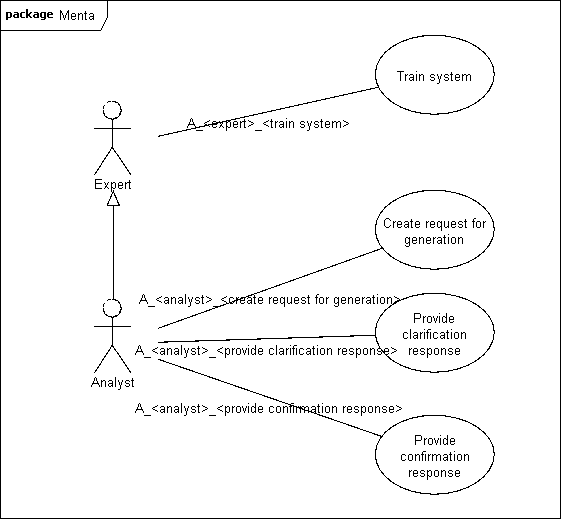 package Menta
Train system
A_<expert>_<train system>
Expert
Create request for
generation
A_<analyst>_<create request for generation>
Provide
clarification
response
A_<analyst>_<provide clarification response>
Analyst
A_<analyst>_<provide confirmation response>
Provide
confirmation
response